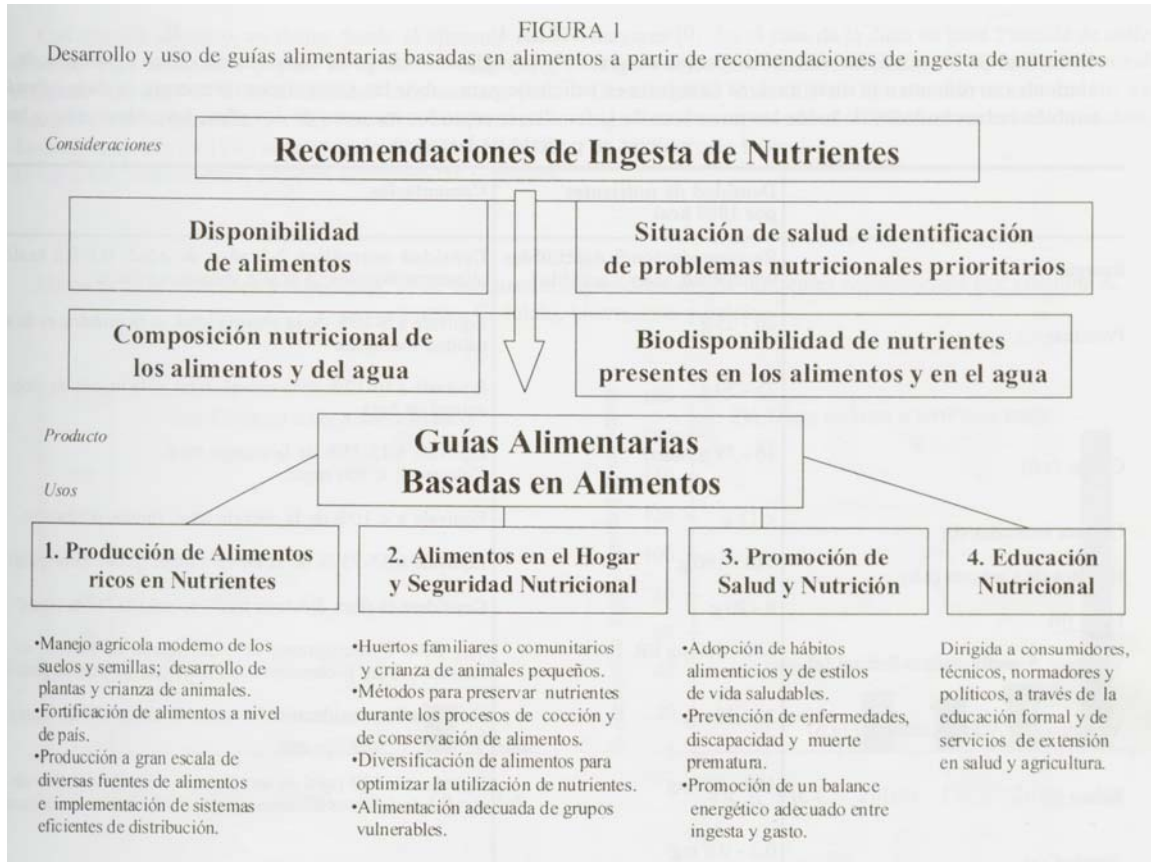 FIGURA 1
Desarrollo y uso de guías alimentarias basadas en alimentos a partir de recomendaciones de ingesta de nutrientes
Consideraciones
Recomendaciones de Ingesta de Nutrientes
Disponibilidad
de alimentos
Situación de salud e identificación
de problemas nutricionales prioritarios
Composición nutricional de
los alimentos y del agua
Biodisponibilidad de nutrientes
presentes en los alimentos y en el agua
Producto
Guías Alimentarias
Basadas en Alimentos
Usos
1. Producción de Alimentos
ricos en Nutrientes
•Manejo agrícola moderno de los
suelos y semillas; desarrollo de
plantas y crianza de animales.
•Fortificación de alimentos a nivel
de país.
•Producción a gran escala de
diversas fuentes de alimentos
e implementación de sistemas
eficientes de distribución.
2. Alimentos en el Hogar
y Seguridad Nutricional
•Huertos familiares o comunitarios
y crianza de animales pequeños.
•Métodos para preservar nutrientes
durante los procesos de cocción y
de conservación de alimentos.
•Diversificación de alimentos para
optimizar la utilización de nutrientes.
•Alimentación adecuada de grupos
vulnerables.
3. Promoción de
Salud y Nutrición
•Adopción de hábitos
alimenticios y de estilos
de vida saludables.
•Prevención de enfermedades,
discapacidad y muerte
prematura.
•Promoción de un balance
energético adecuado entre
ingesta y gasto.
4. Educación
Nutricional
Dirigida a consumidores,
técnicos, normadores y
políticos, a través de la
educación formal y de
servicios de extensión
en salud y agricultura.